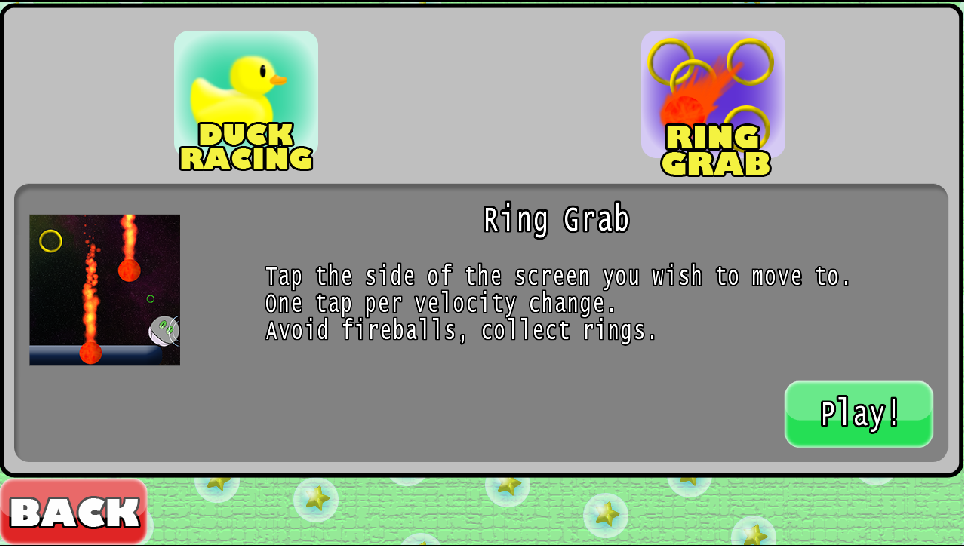 DUCK
RACING
RING
GRAB
Ring Grab
Tap the side of the screen you wish to move to.
One tap per velocity change.
Avoid fireballs, collect rings.
Play!
BACK